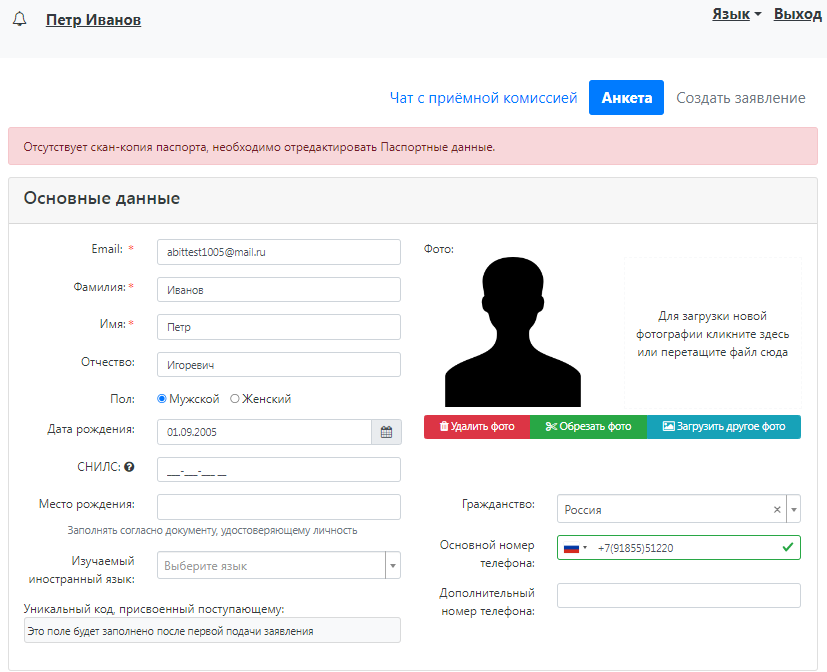 Петр Иванов
Язык
Выход
Чат с приёмной комиссией
Анкета
Создать заявление
Отсутствует скан-копия паспорта, необходимо отредактировать Паспортные данные.
Основные данные
Email: *
abittest1005@mail.ru
Фамилия: *
Иванов
Имя: *
Петр
Отчество:
Игоревич
Пол:
Мужской
Женский
Дата рождения:
01.09.2005
СНИЛС: ?
___-___-___ __
Место рождения:
Заполнять согласно документу, удостоверяющему личность
Изучаемый
иностранный язык:
Выберите язык
Уникальный код, присвоенный поступающему:
Это поле будет заполнено после первой подачи заявления
Фото:
Для загрузки новой
фотографии кликните здесь
или перетащите файл сюда
Удалить фото
Обрезать фото
Загрузить другое фото
Гражданство:
Россия ×
Основной номер
телефона:
+7(91855)51220
Дополнительный
номер телефона: